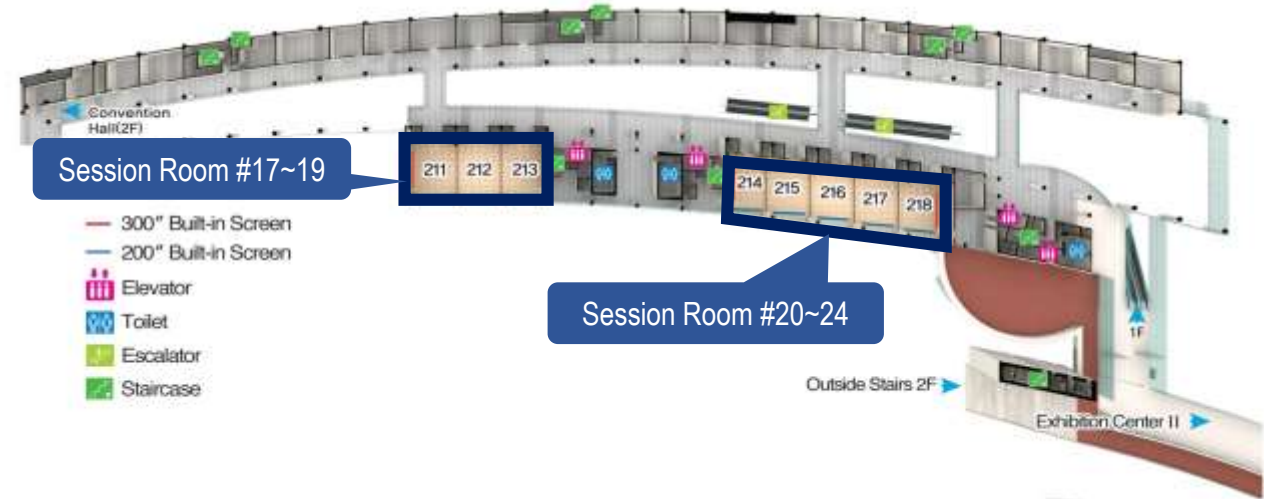 Convention
Hall(2F)
Session Room #17~19
211
212
213
214
215
216
217
218
300" Built-in Screen
200" Built-in Screen
Elevator
Toilet
Escalator
Staircase
Session Room #20~24
1F
Outside Stairs 2F
Exhibition Center II